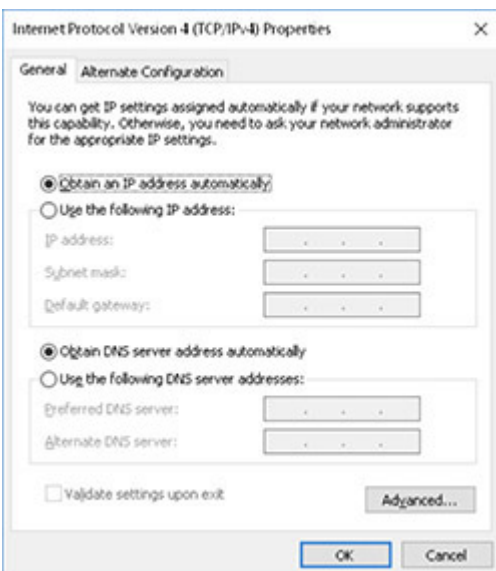 Internet Protocol Version 4 (TCP/IPv4) Properties
General
Alternate Configuration
You can get IP settings assigned automatically if your network supports
this capability. Otherwise, you need to ask your network administrator
for the appropriate IP settings.
Obtain an IP address automatically
Use the following IP address:
IP address:
Subnet mask:
Default gateway:
Obtain DNS server address automatically
Use the following DNS server addresses:
Preferred DNS server:
Alternate DNS server:
Validate settings upon exit
Advanced...
OK
Cancel